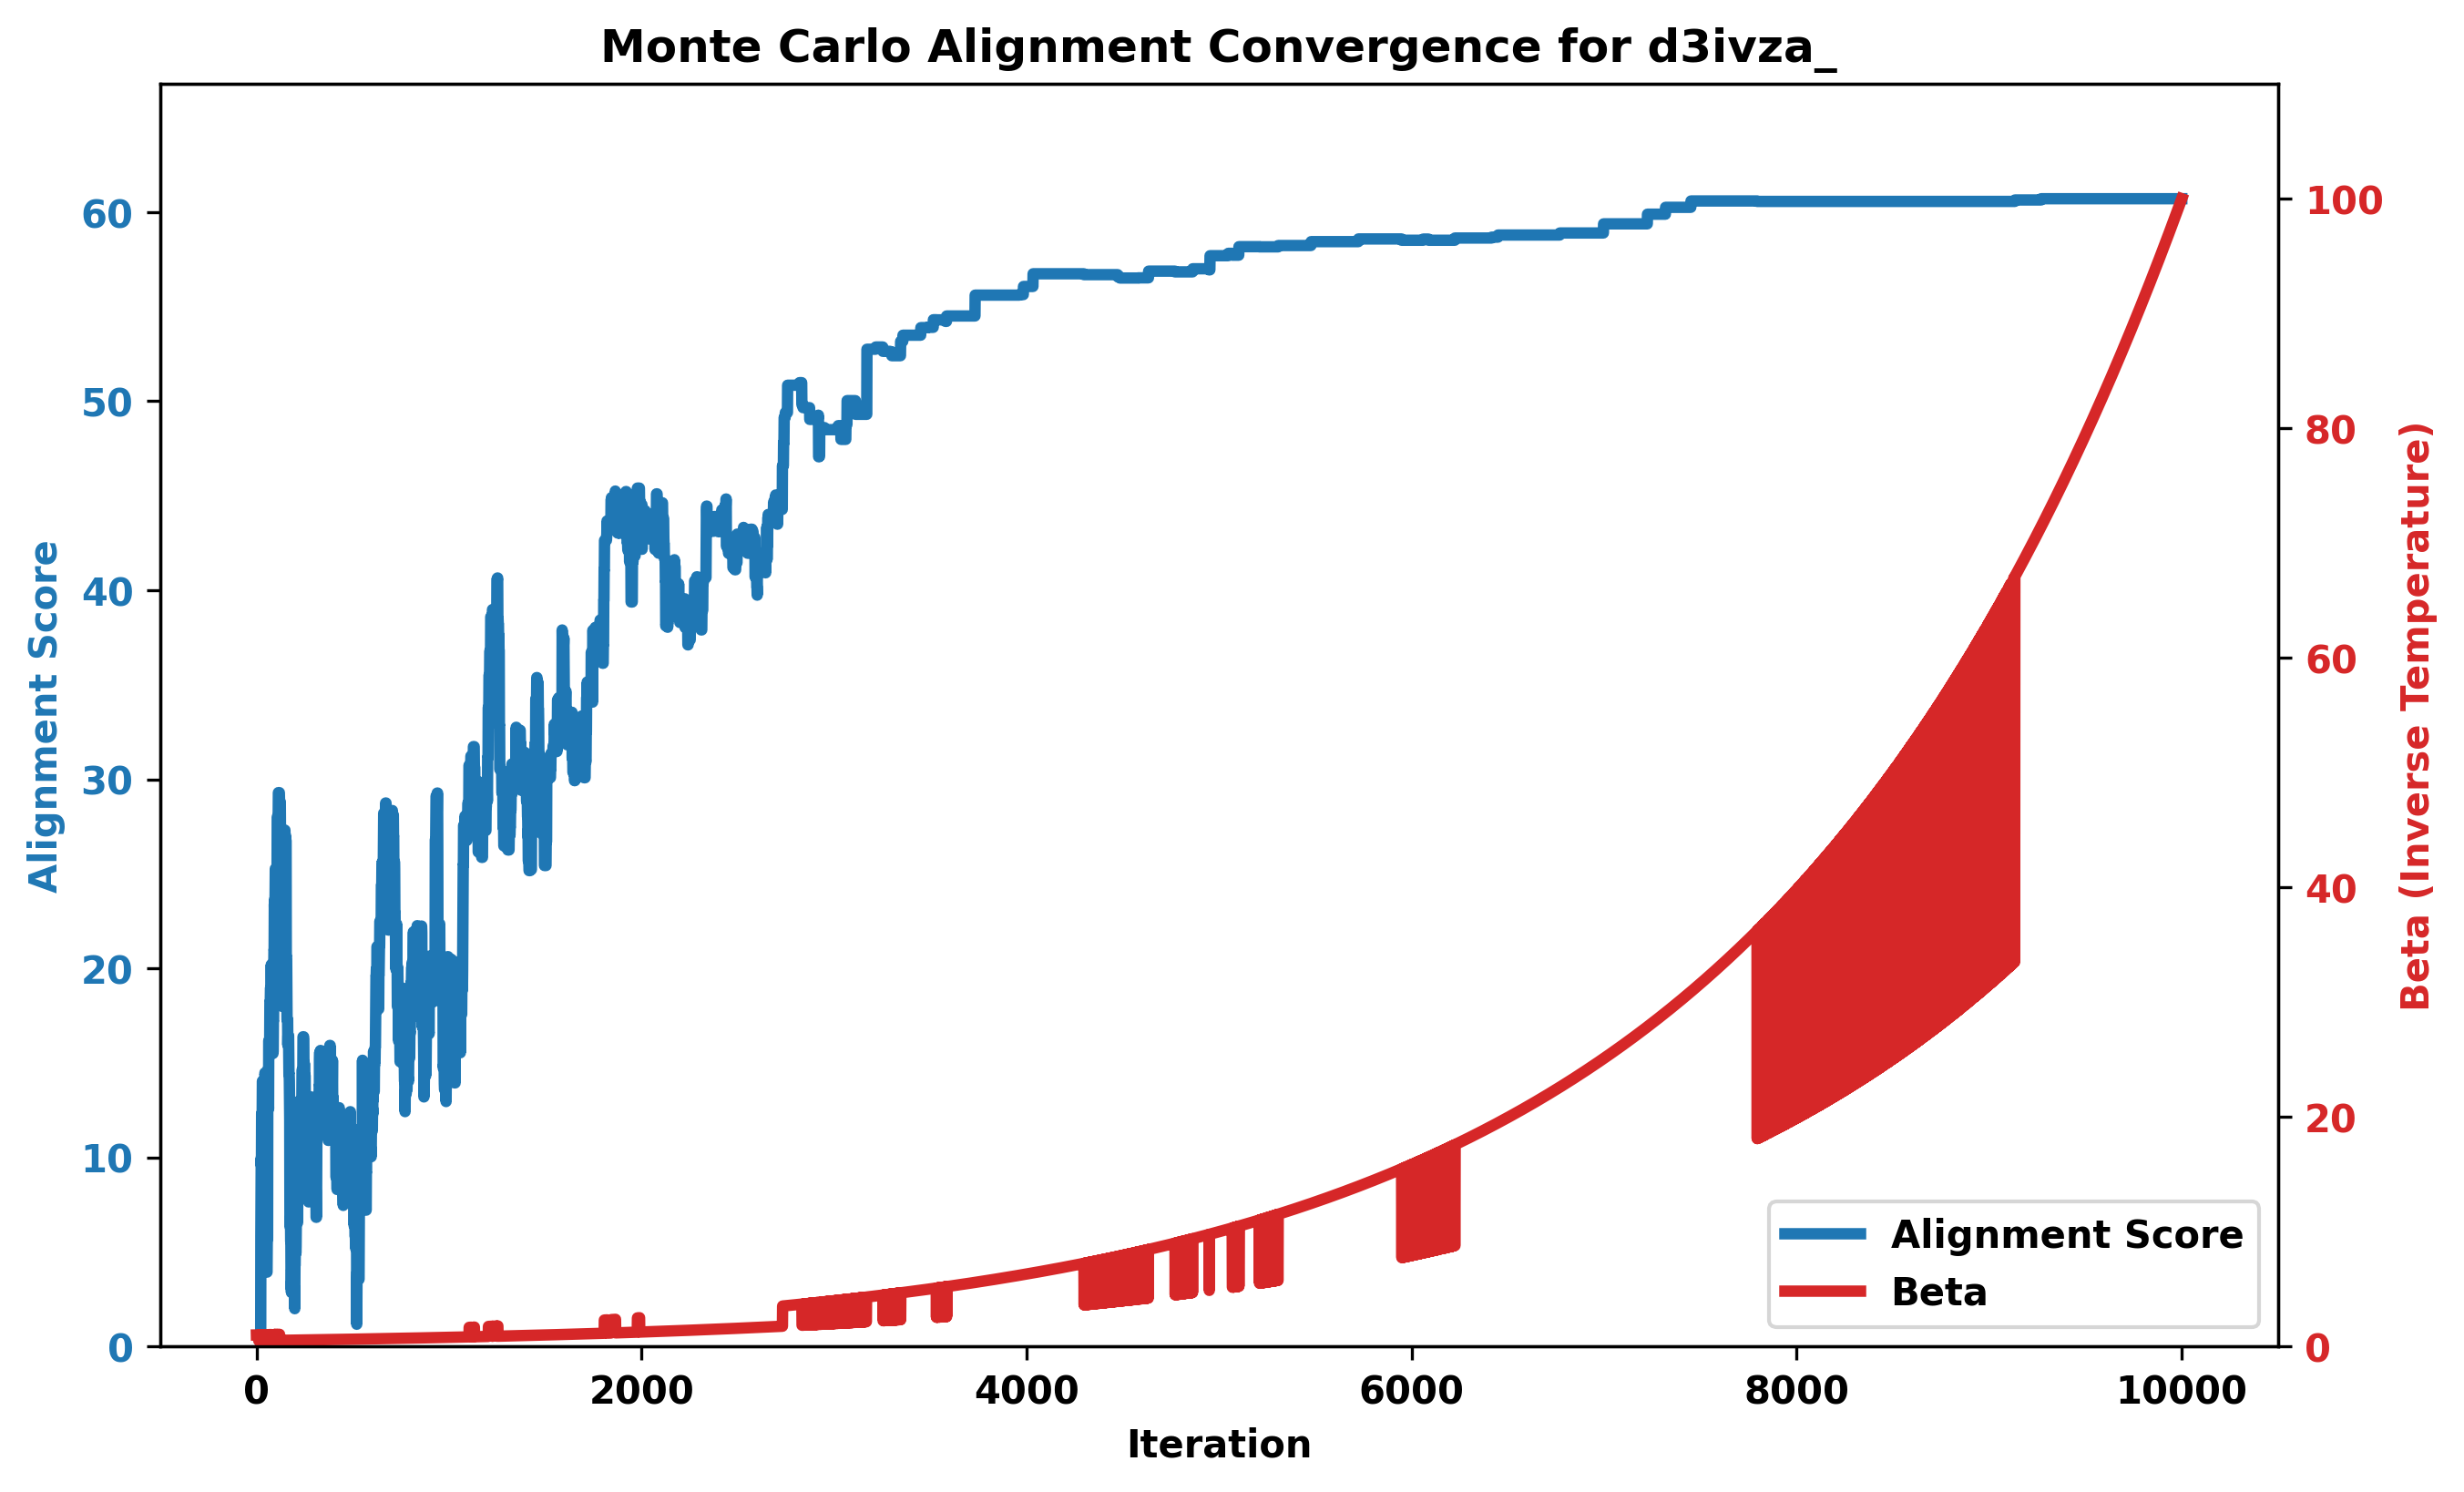 Monte Carlo Alignment Convergence for d3ivza_
Alignment Score
60
50
40
30
20
10
0
100
80
60
40
20
0
Beta (Inverse Temperature)
Alignment Score
Beta
0 2000 4000 6000 8000 10000
Iteration